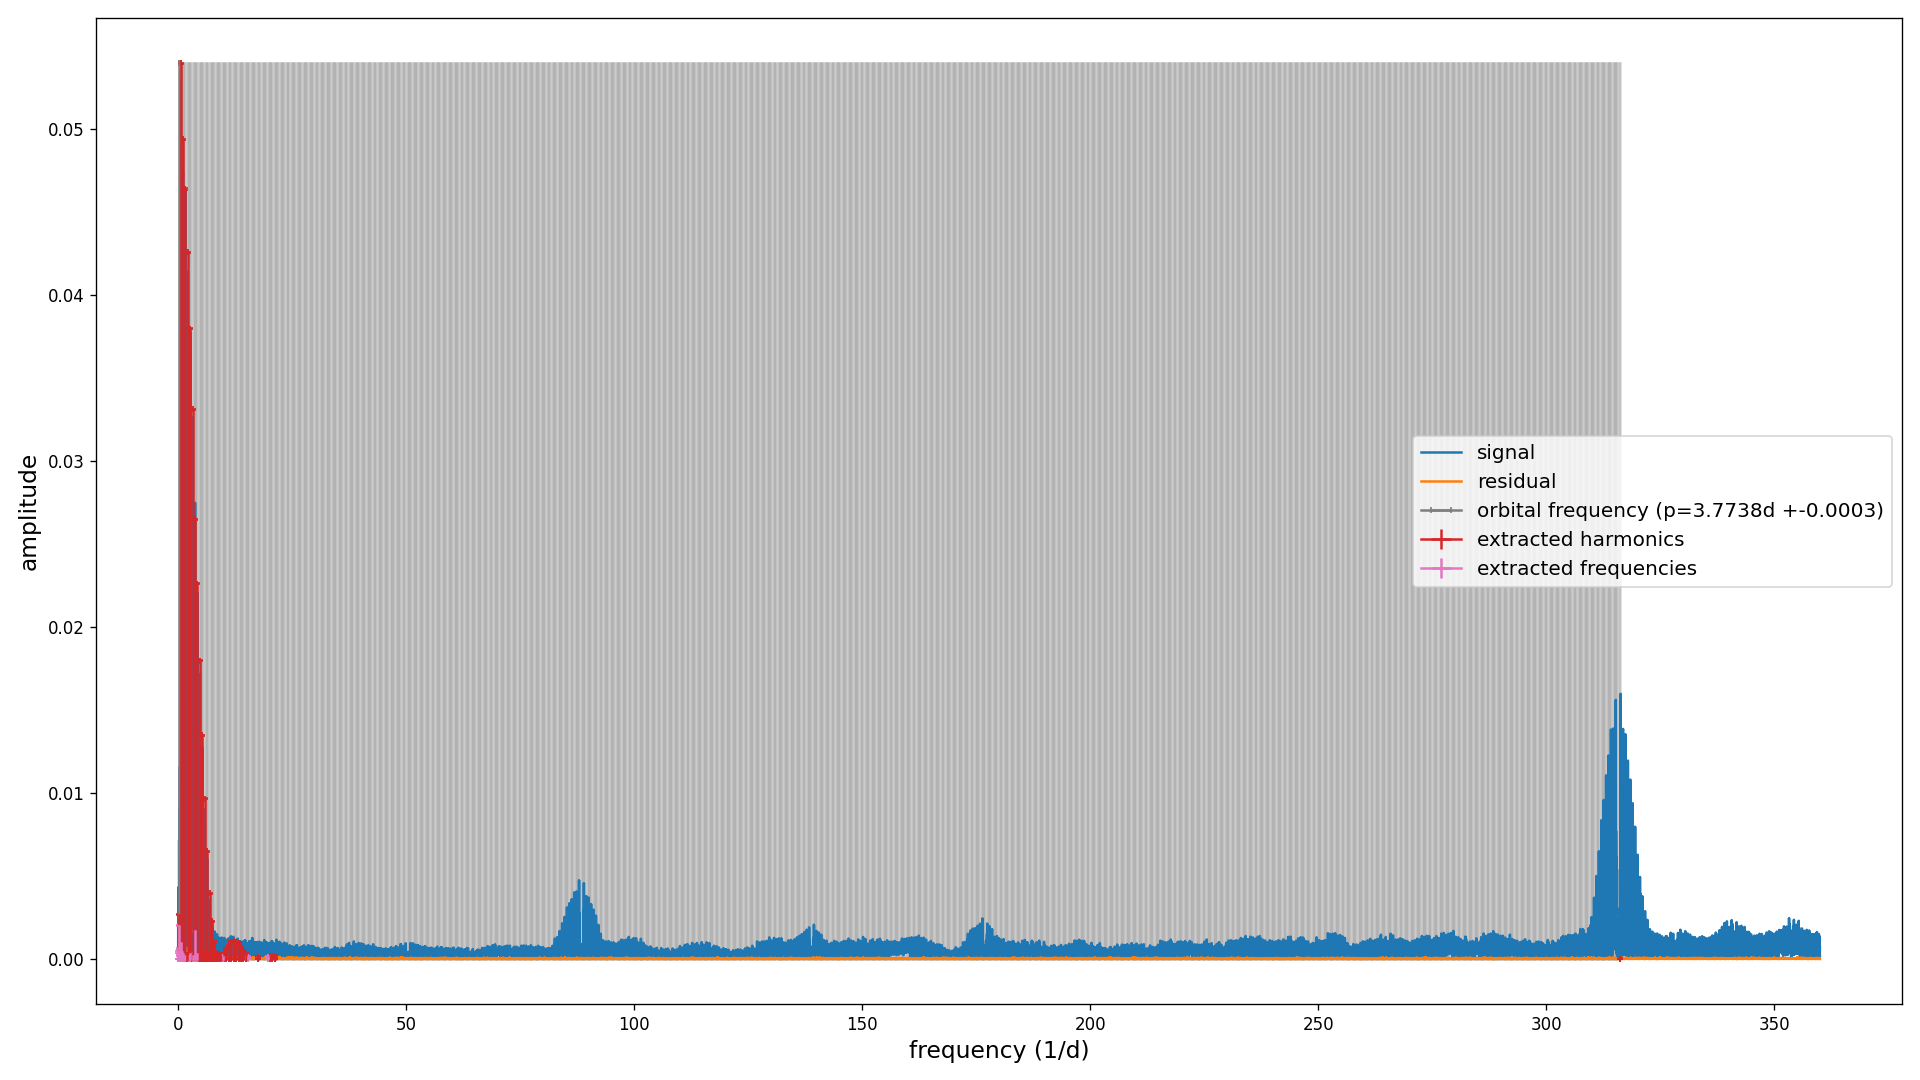 0.05
0.04
0.03
0.02
0.01
0.00
amplitude
signal
residual
orbital frequency (p=3.7738d +-0.0003)
extracted harmonics
extracted frequencies
0 50 100 150 200 250 300 350
frequency (1/d)